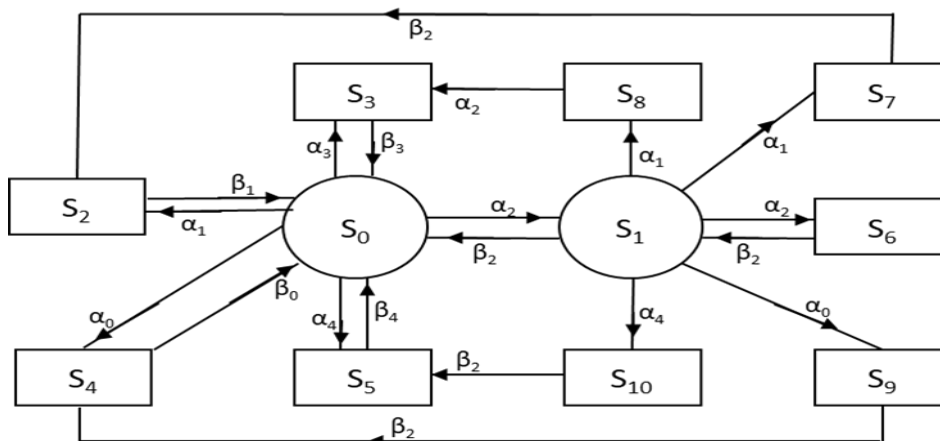 β₂
S₃ α₂ S₈ S₇
α₃ β₃ α₁ α₁
S₂ β₁ α₁
S₀ α₂ β₂ S₁ α₂ β₂ S₆
α₀ β₀ α₄ β₄ α₄ α₀
S₄ S₅ β₂ S₁₀ S₉
β₂